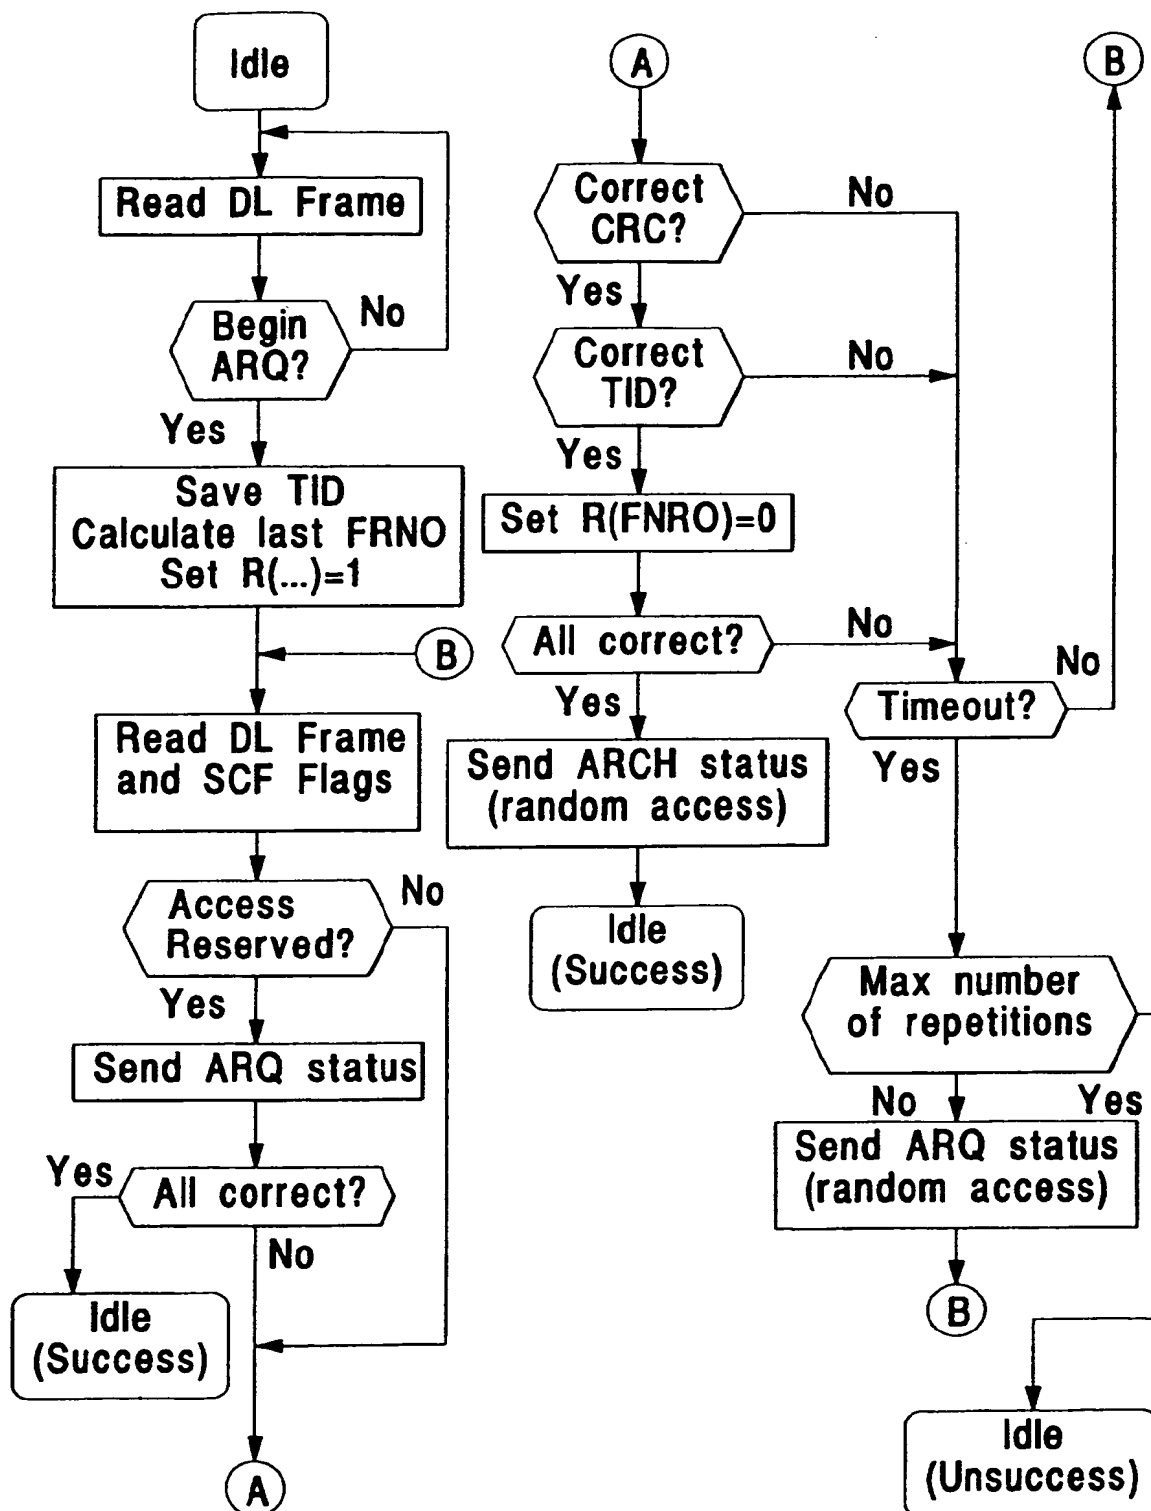 Idle
Read DL Frame
Begin
ARQ?
No
Yes
Save TID
Calculate last FRNO
Set R(...)=1
B
Read DL Frame
and SCF Flags
Access
Reserved?
No
Yes
Send ARQ status
All correct?
Yes
No
Idle
(Success)
A
A
Correct
CRC?
No
Yes
Correct
TID?
No
Yes
Set R(FNRO)=0
All correct?
No
Yes
Send ARCH status
(random access)
Idle
(Success)
B
Timeout?
No
Yes
Max number
of repetitions
No
Yes
Send ARQ status
(random access)
B
Idle
(Unsuccess)